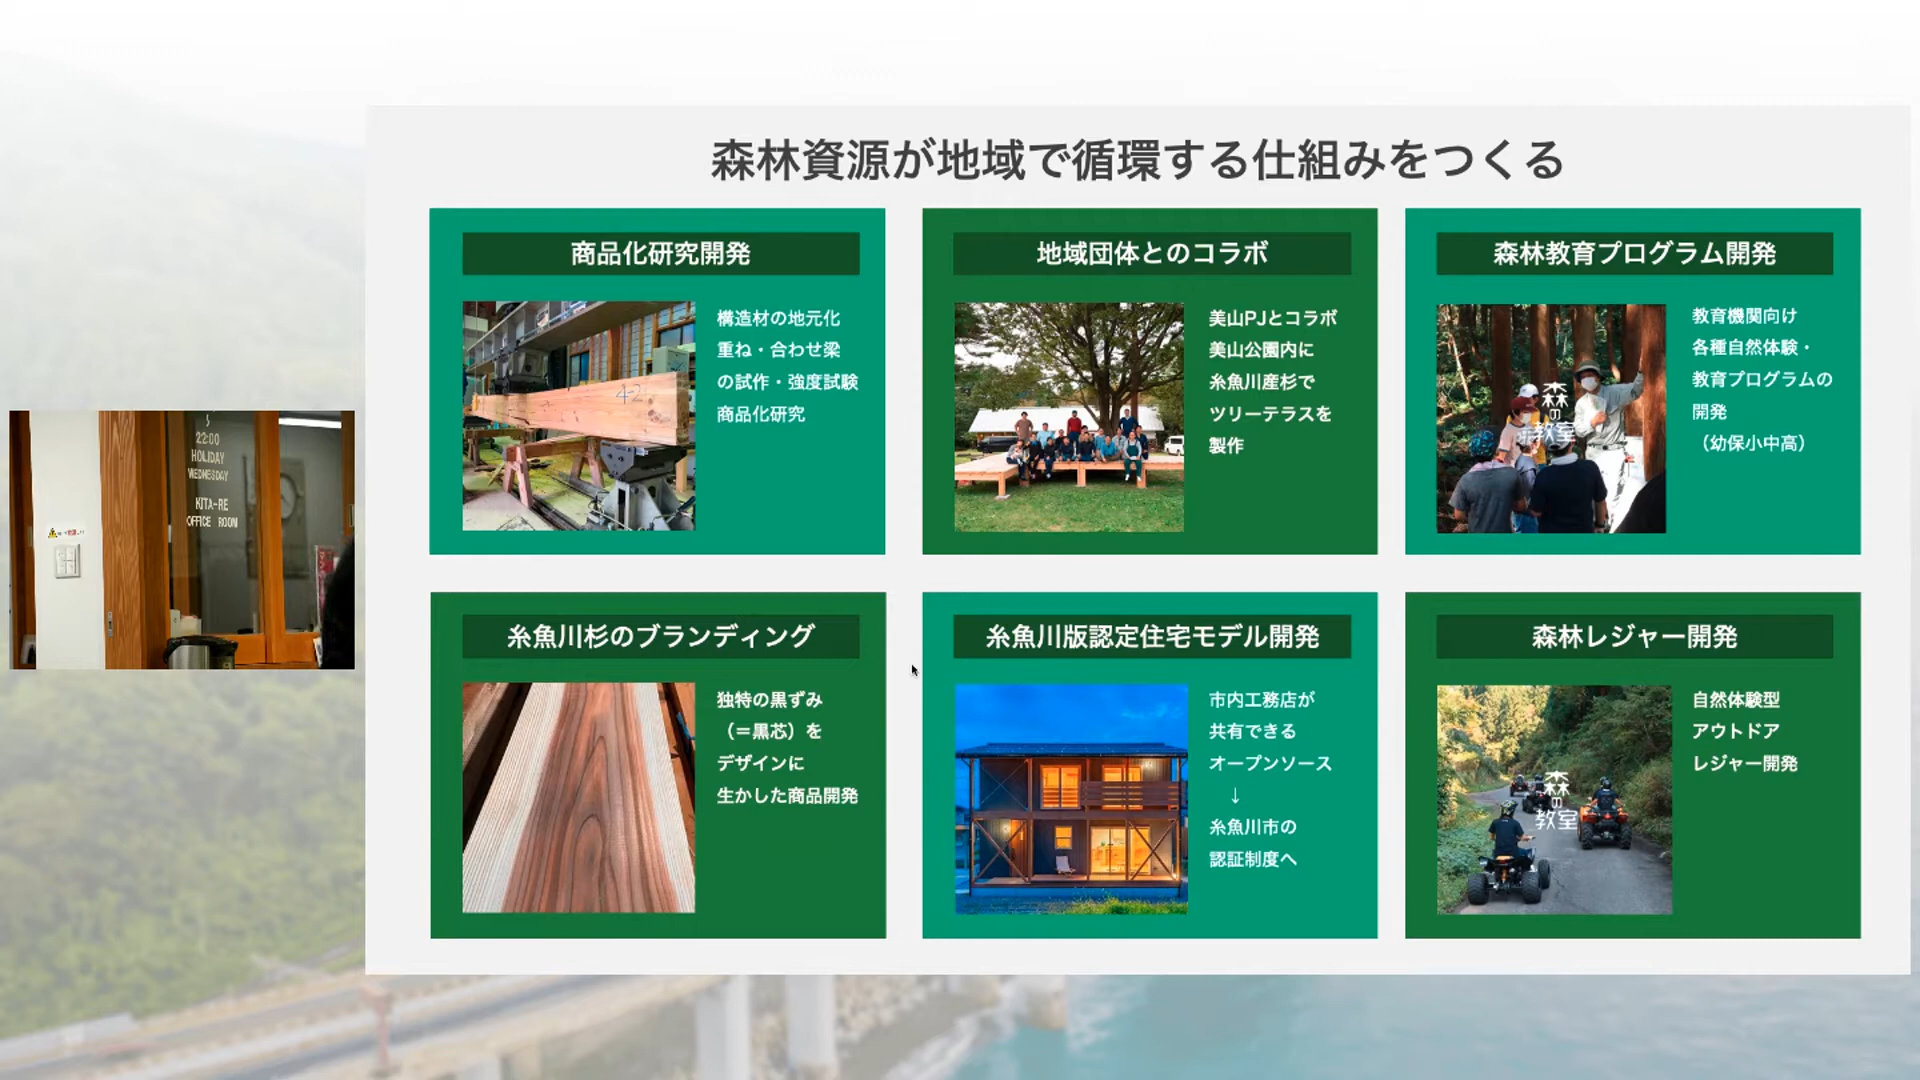 森林資源が地域で循環する仕組みをつくる
商品化研究開発
構造材の地元化
重ね・合わせ梁
の試作・強度試験
商品化研究
4-2
地域団体とのコラボ
美山PJとコラボ
美山公園内に
糸魚川産杉で
ツリーテラスを
製作
森林教育プログラム開発
教育機関向け
各種自然体験・
教育プログラムの
開発
（幼保小中高）
森の
教室
22:00
HOLIDAY
WEDNESDAY
KITA-RE
OFFICE ROOM
糸魚川杉のブランディング
独特の黒ずみ
（＝黒芯）を
デザインに
生かした商品開発
糸魚川版認定住宅モデル開発
市内工務店が
共有できる
オープンソース
↓
糸魚川市の
認証制度へ
森林レジャー開発
自然体験型
アウトドア
レジャー開発
森の
教室